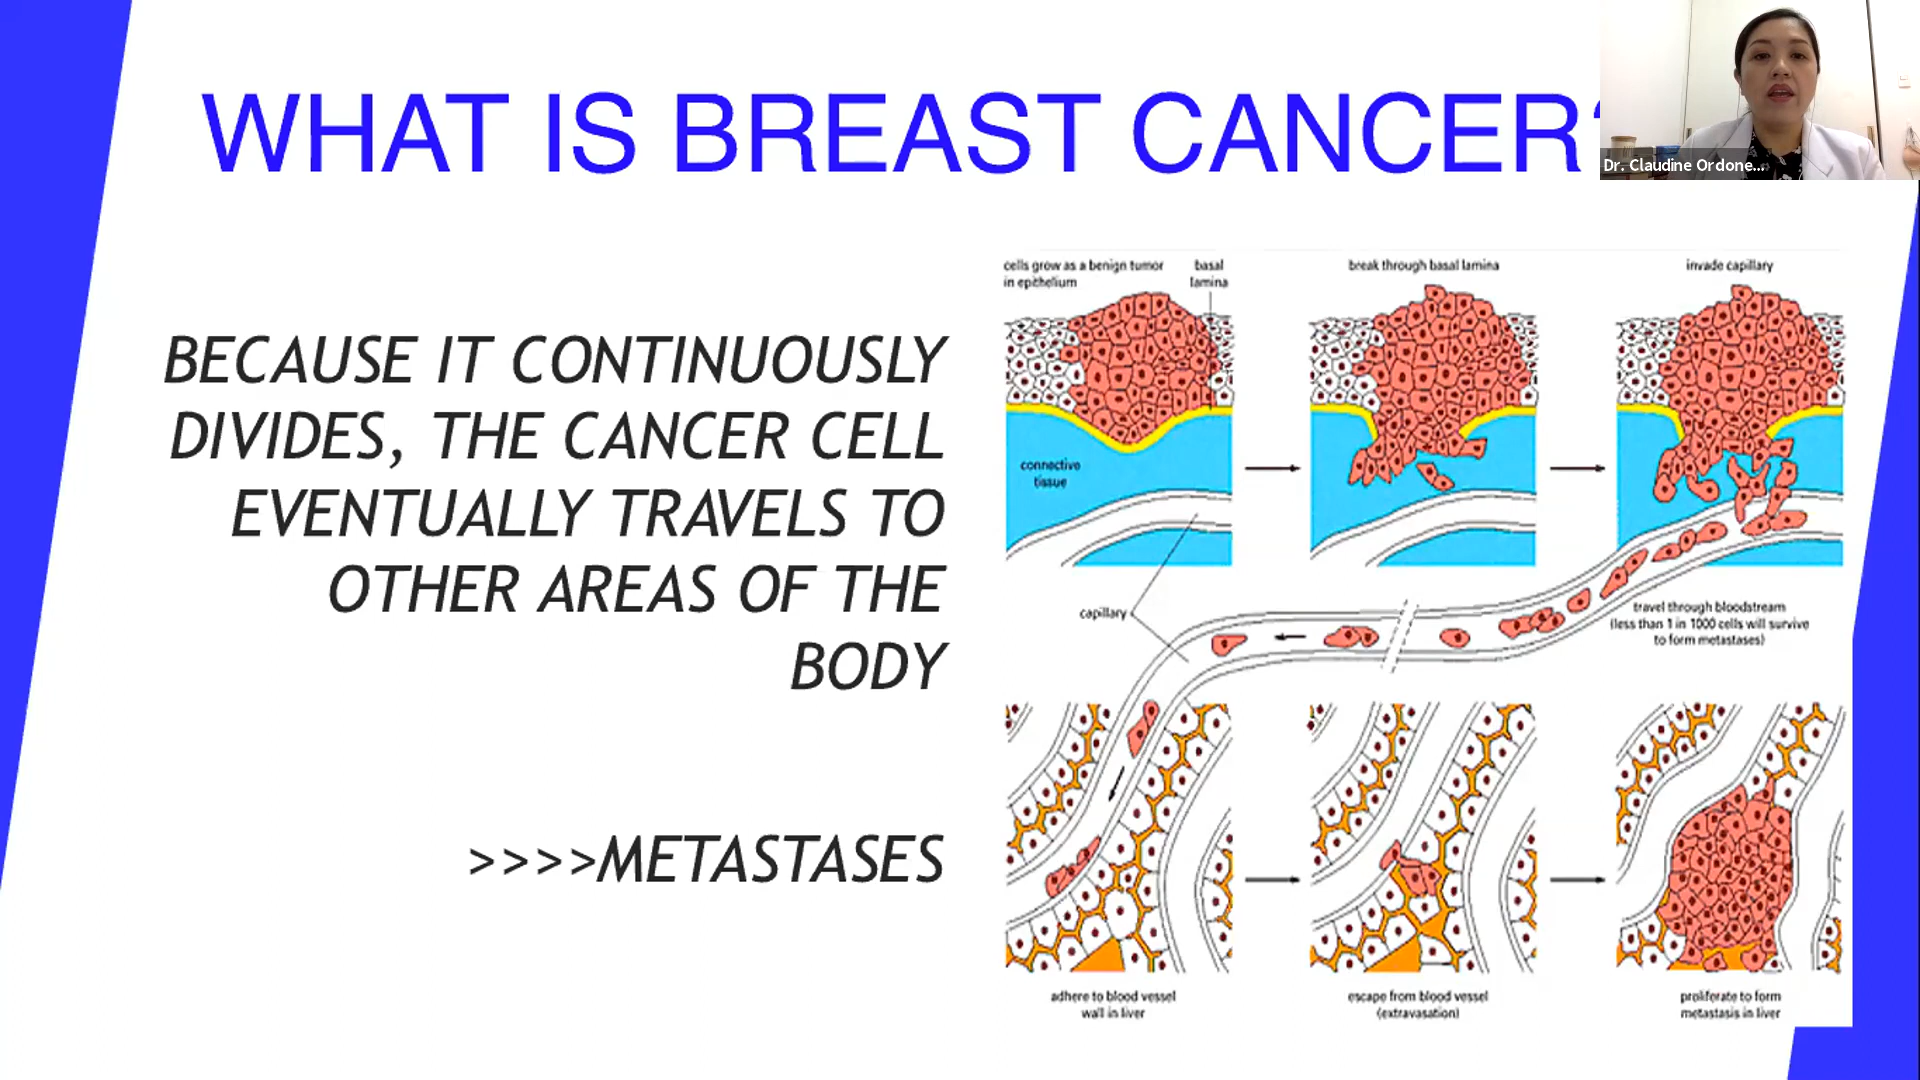 WHAT IS BREAST CANCER?
Dr. Claudine Ordone...
BECAUSE IT CONTINUOUSLY
DIVIDES, THE CANCER CELL
EVENTUALLY TRAVELS TO
OTHER AREAS OF THE
BODY
>>>>METASTASES
cells grow as a benign tumor
in epithelium
basal
lamina
break through basal lamina
invade capillary
connective
tissue
capillary
travel through bloodstream
(less than 1 in 1000 cells will survive
to form metastases)
adhere to blood vessel
wall in liver
escape from blood vessel
(extravasation)
proliferate to form
metastasis in liver